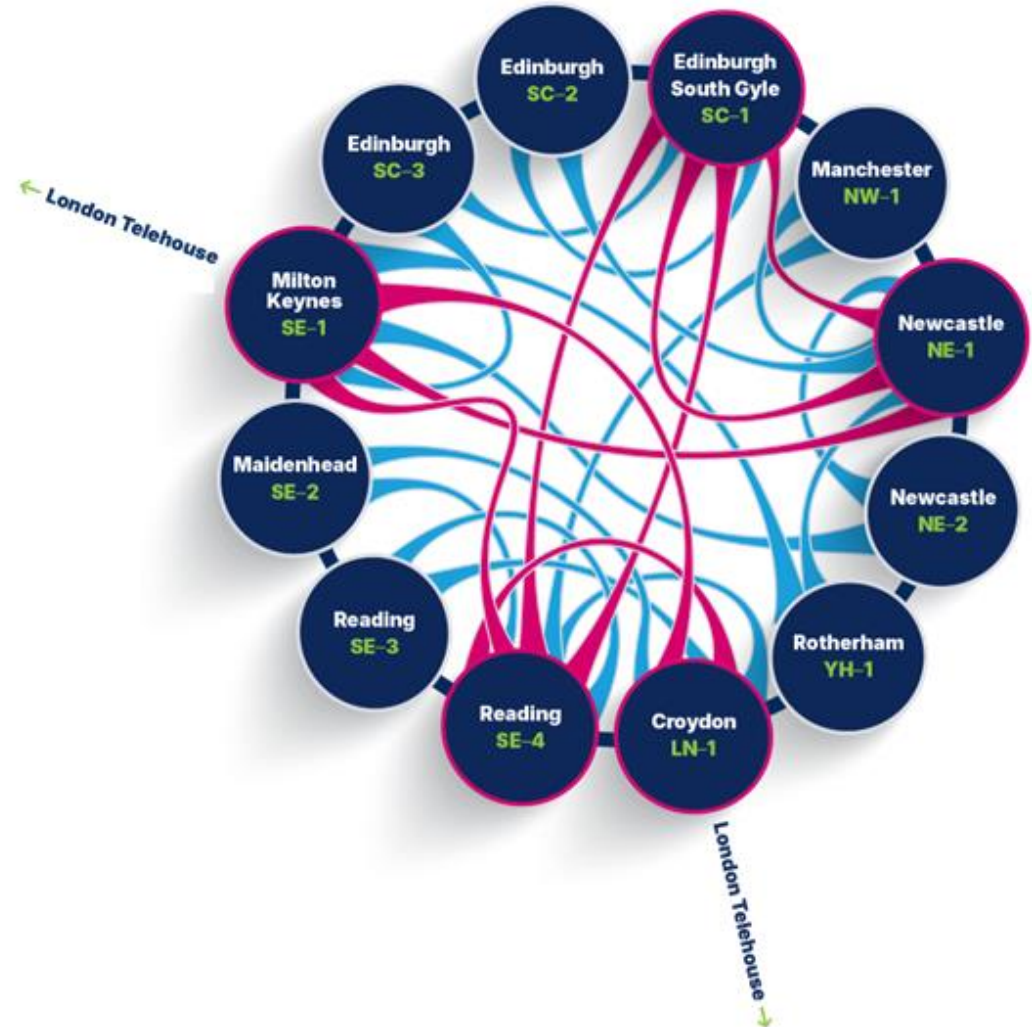 Edinburgh
SC–2
Edinburgh
South Gyle
SC–1
Manchester
NW–1
Newcastle
NE–1
Newcastle
NE–2
Rotherham
YH–1
Croydon
LN–1
London Telehouse
Reading
SE–4
Reading
SE–3
Maidenhead
SE–2
Milton
Keynes
SE–1
London Telehouse
Edinburgh
SC–3